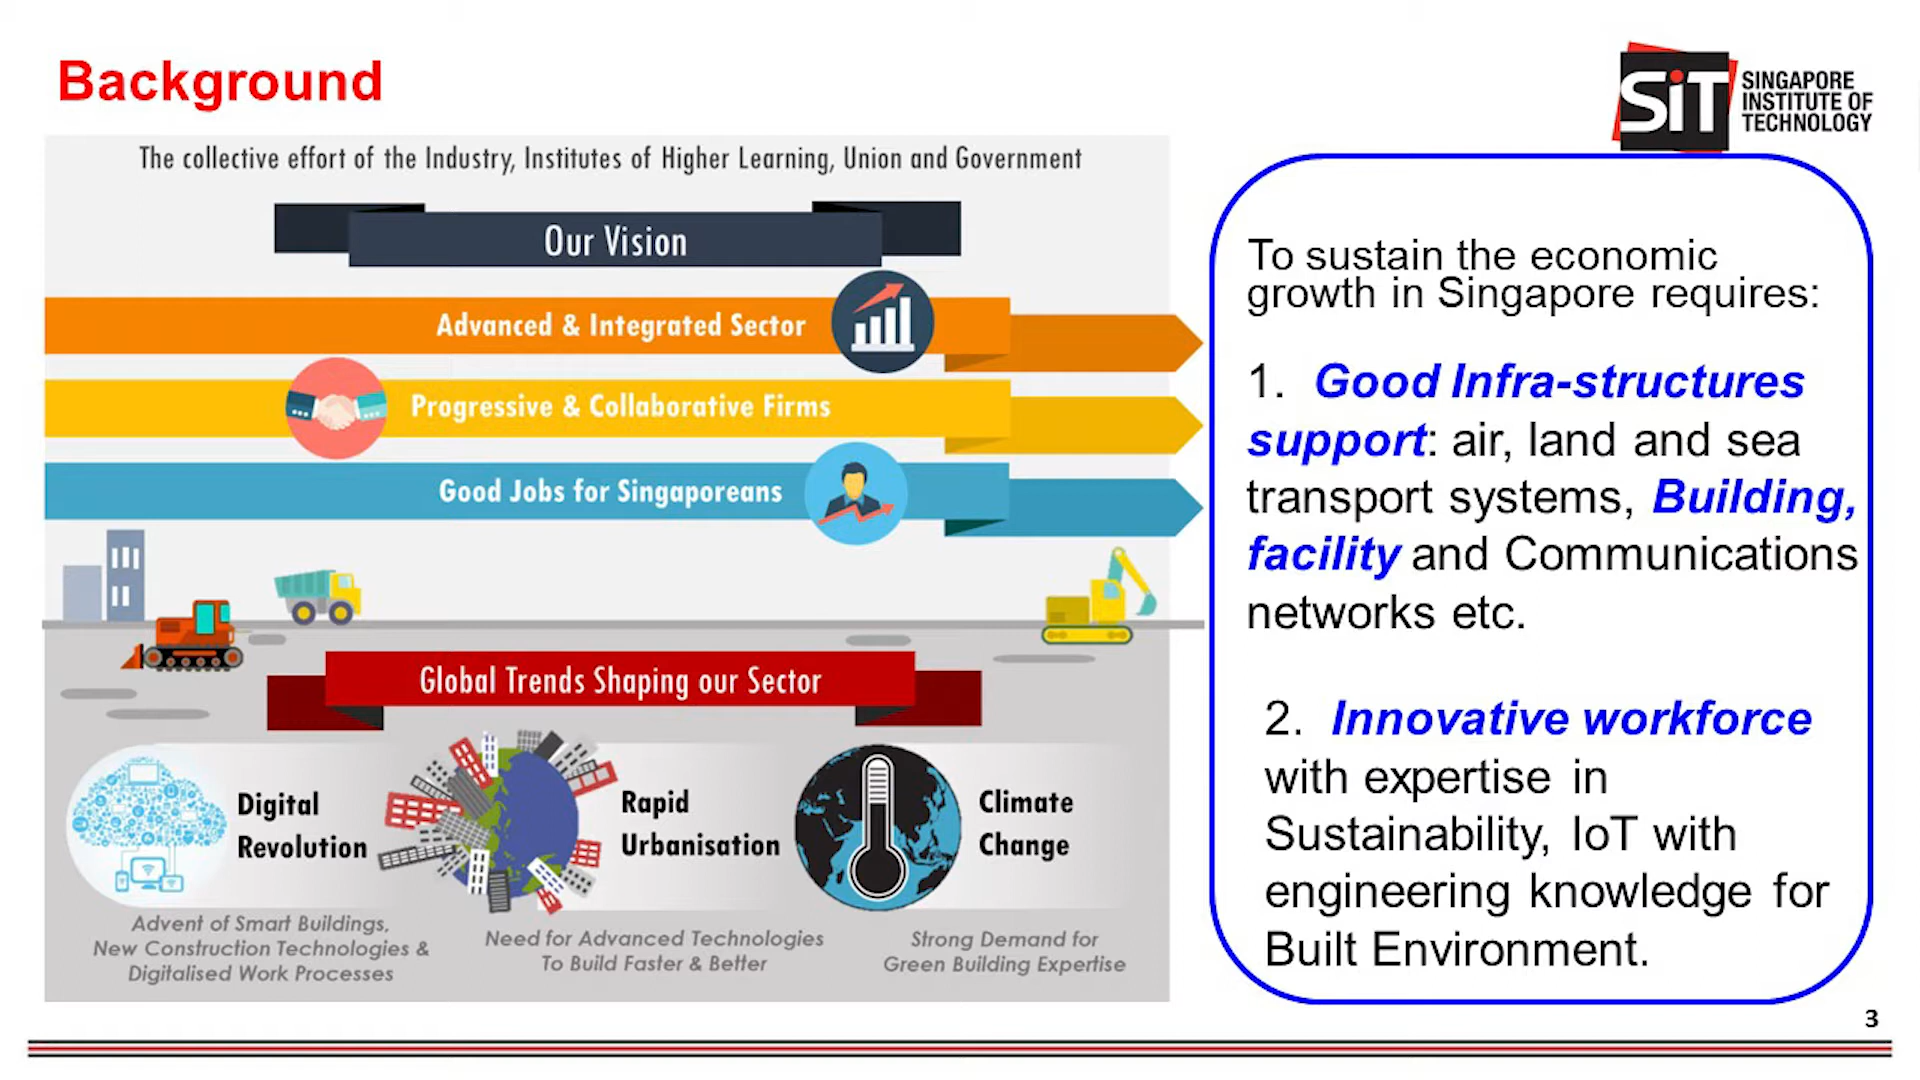 Background
SiT
SINGAPORE
INSTITUTE OF
TECHNOLOGY
The collective effort of the Industry, Institutes of Higher Learning, Union and Government
Our Vision
Advanced & Integrated Sector
Progressive & Collaborative Firms
Good Jobs for Singaporeans
Global Trends Shaping our Sector
Digital
Revolution
Advent of Smart Buildings,
New Construction Technologies &
Digitalised Work Processes
Rapid
Urbanisation
Need for Advanced Technologies
To Build Faster & Better
Climate
Change
Strong Demand for
Green Building Expertise
To sustain the economic
growth in Singapore requires:
1. Good Infra-structures
support: air, land and sea
transport systems, Building,
facility and Communications
networks etc.
2. Innovative workforce
with expertise in
Sustainability, IoT with
engineering knowledge for
Built Environment.
3